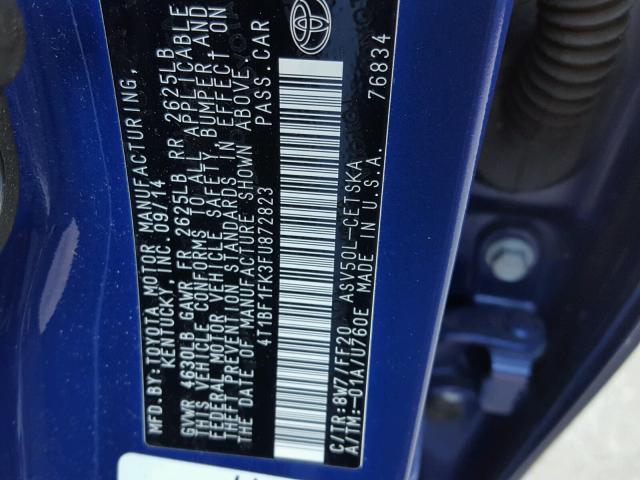 MFD.BY:TOYOTA MOTOR MANUFACTURING,
KENTUCKY, INC. 09/14
GVWR 4630LB GAWR FR 2625LB RR 2625LB
THIS VEHICLE CONFORMS TO ALL APPLICABLE
FEDERAL MOTOR VEHICLE SAFETY, BUMPER, AND
THEFT PREVENTION STANDARDS IN EFFECT ON
THE DATE OF MANUFACTURE SHOWN ABOVE.
4T1BF1FK3FU872823 PASS.CAR
C/TR:8W7/FF20 ASV50L-CETSKA
A/TM:-01A/U760E MADE IN U.S.A. 76834